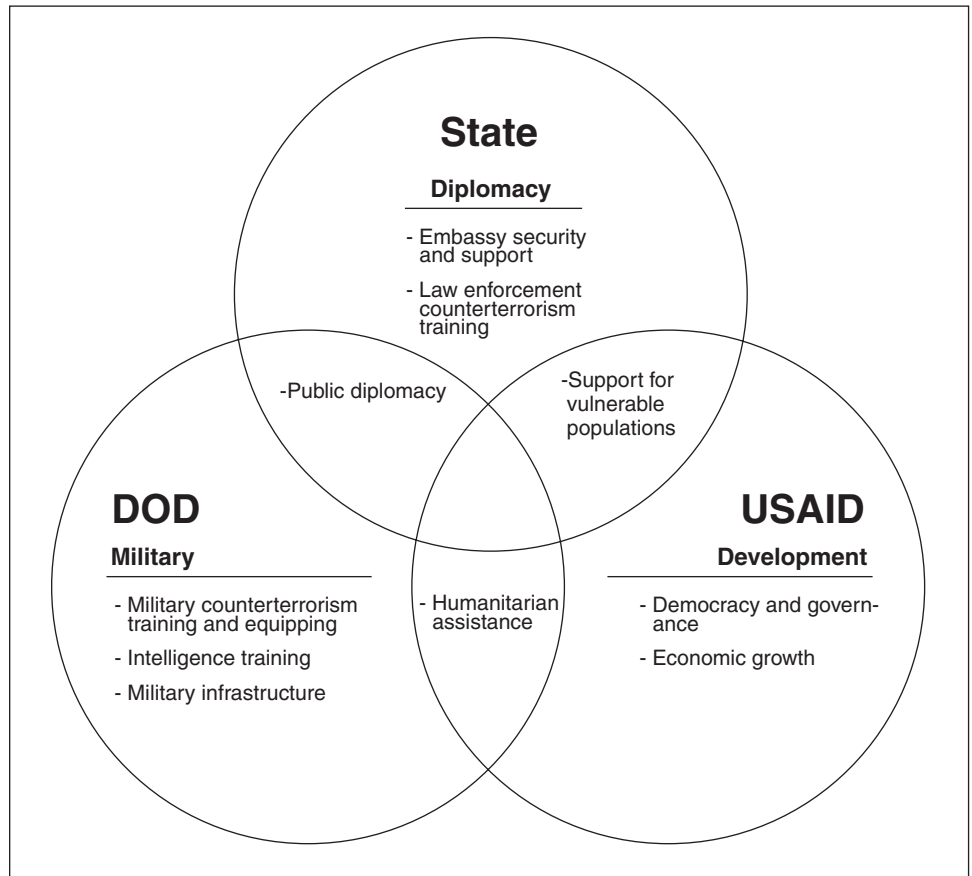 State
Diplomacy
- Embassy security
and support
- Law enforcement
counterterrorism
training
-Public diplomacy
-Support for
vulnerable
populations
DOD
Military
- Military counterterrorism
training and equipping
- Intelligence training
- Military infrastructure
- Humanitarian
assistance
USAID
Development
- Democracy and govern-
ance
- Economic growth